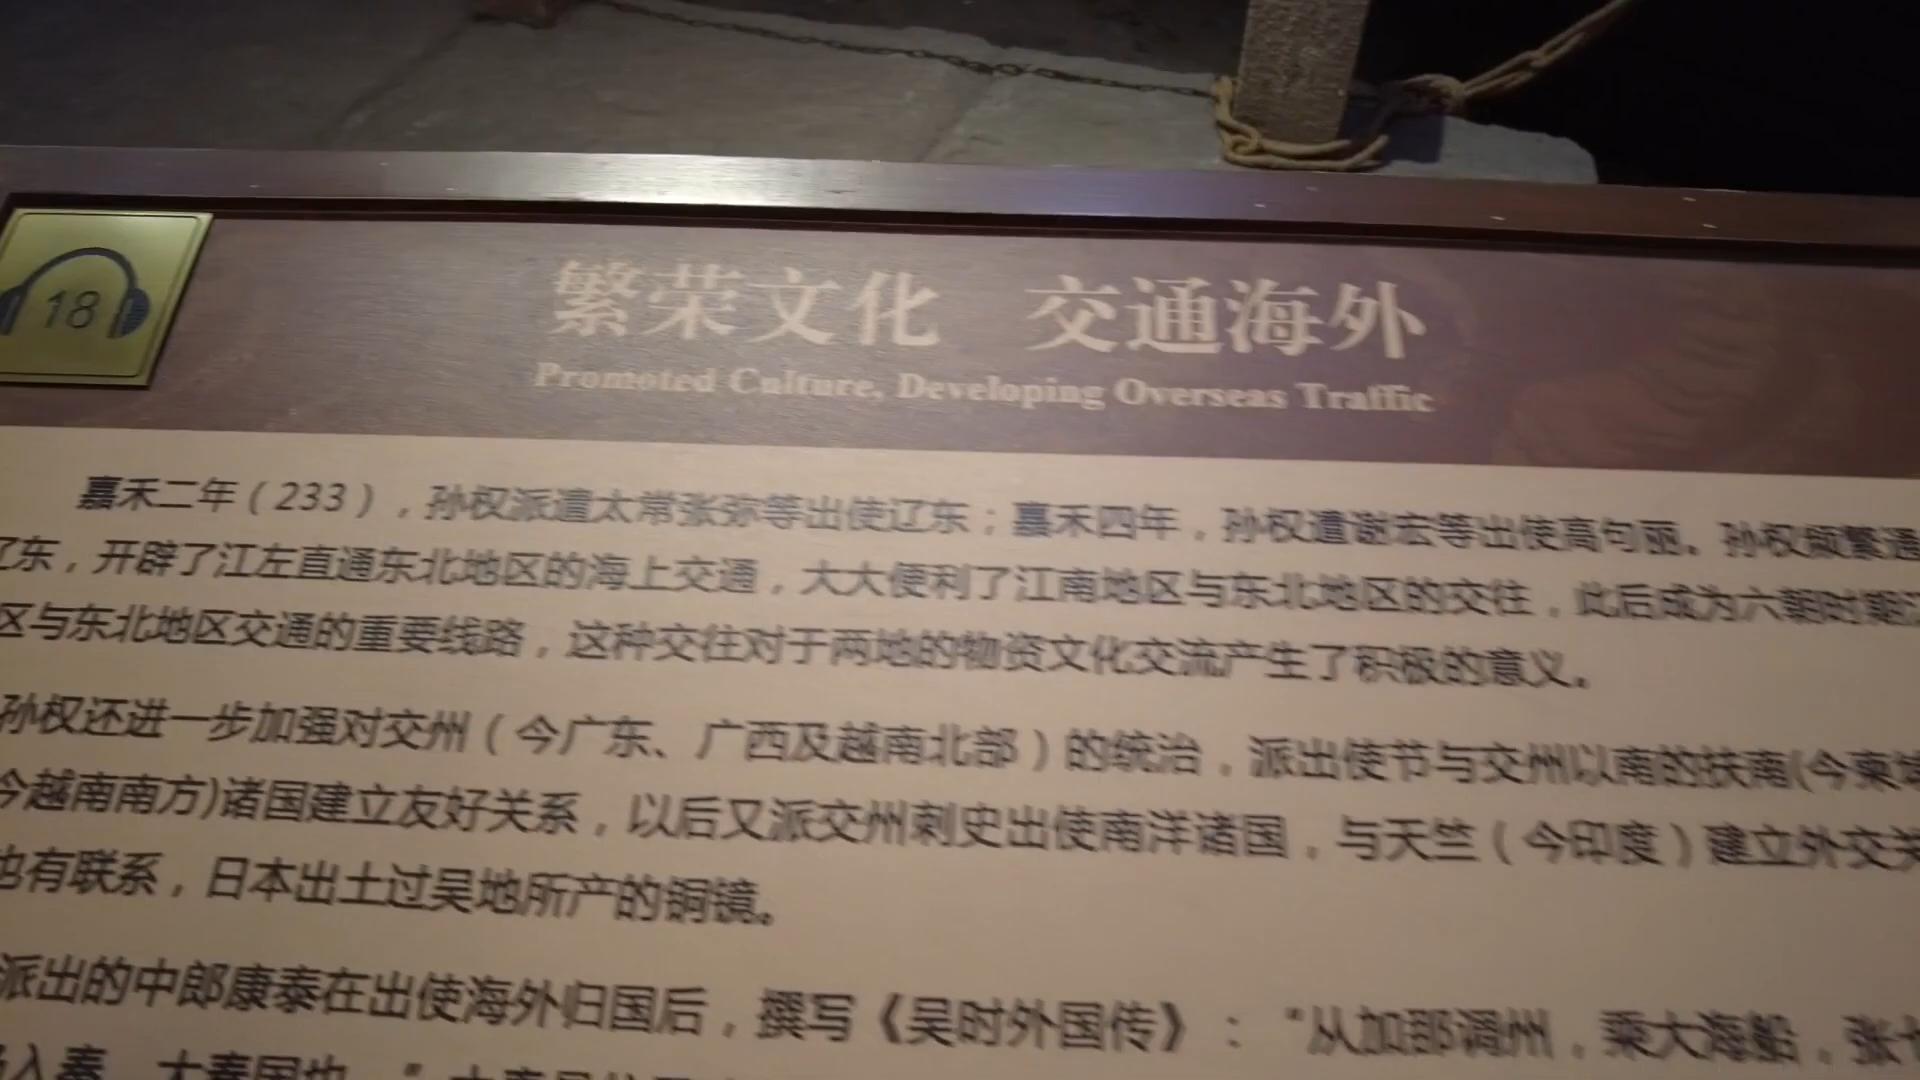 18
繁荣文化 交通海外
Promoted Culture, Developing Overseas Traffic
嘉禾二年（233），孙权派遣太常张弥等出使辽东；嘉禾四年，孙权遣谢宏等出使高句丽。孙权频繁通
辽东，开辟了江左直通东北地区的海上交通，大大便利了江南地区与东北地区的交往，此后成为六朝时期
区与东北地区交通的重要线路，这种交往对于两地的物资文化交流产生了积极的意义。
孙权还进一步加强对交州（今广东、广西及越南北部）的统治，派出使节与交州以南的扶南(今柬
今越南南方)诸国建立友好关系，以后又派交州刺史出使南洋诸国，与天竺（今印度）建立外交关
也有联系，日本出土过吴地所产的铜镜。
派出的中郎康泰在出使海外归国后，撰写《吴时外国传》："从加那调州，乘大海船，张
入秦，大秦国也。"